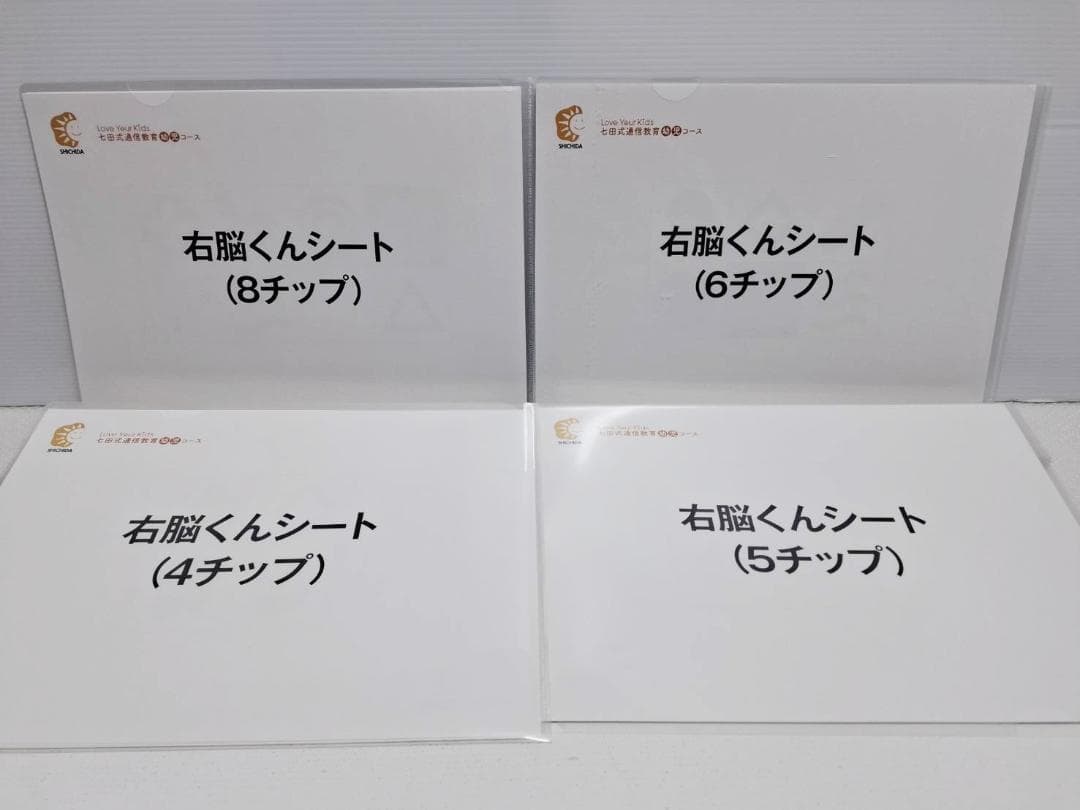 Love Your Kids
七田式通信教育幼児コース
SHICHIDA
右脳くんシート
(8チップ)
Love Your Kids
七田式通信教育幼児コース
SHICHIDA
右脳くんシート
(6チップ)
Love Your Kids
七田式通信教育幼児コース
SHICHIDA
右脳くんシート
(4チップ)
Love Your Kids
七田式通信教育幼児コース
SHICHIDA
右脳くんシート
(5チップ)